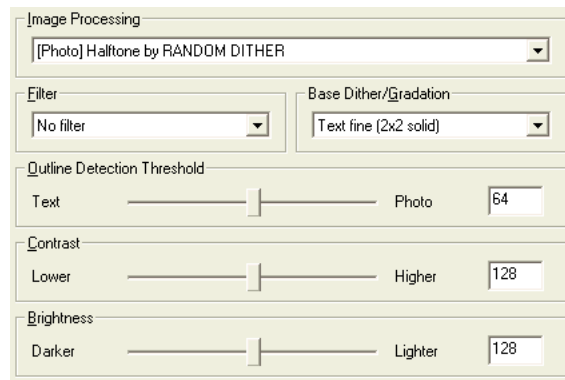 Image Processing
[Photo] Halftone by RANDOM DITHER
Filter
Base Dither/Gradation
No filter
Text fine (2x2 solid)
Outline Detection Threshold
Text
Photo
64
Contrast
Lower
Higher
128
Brightness
Darker
Lighter
128